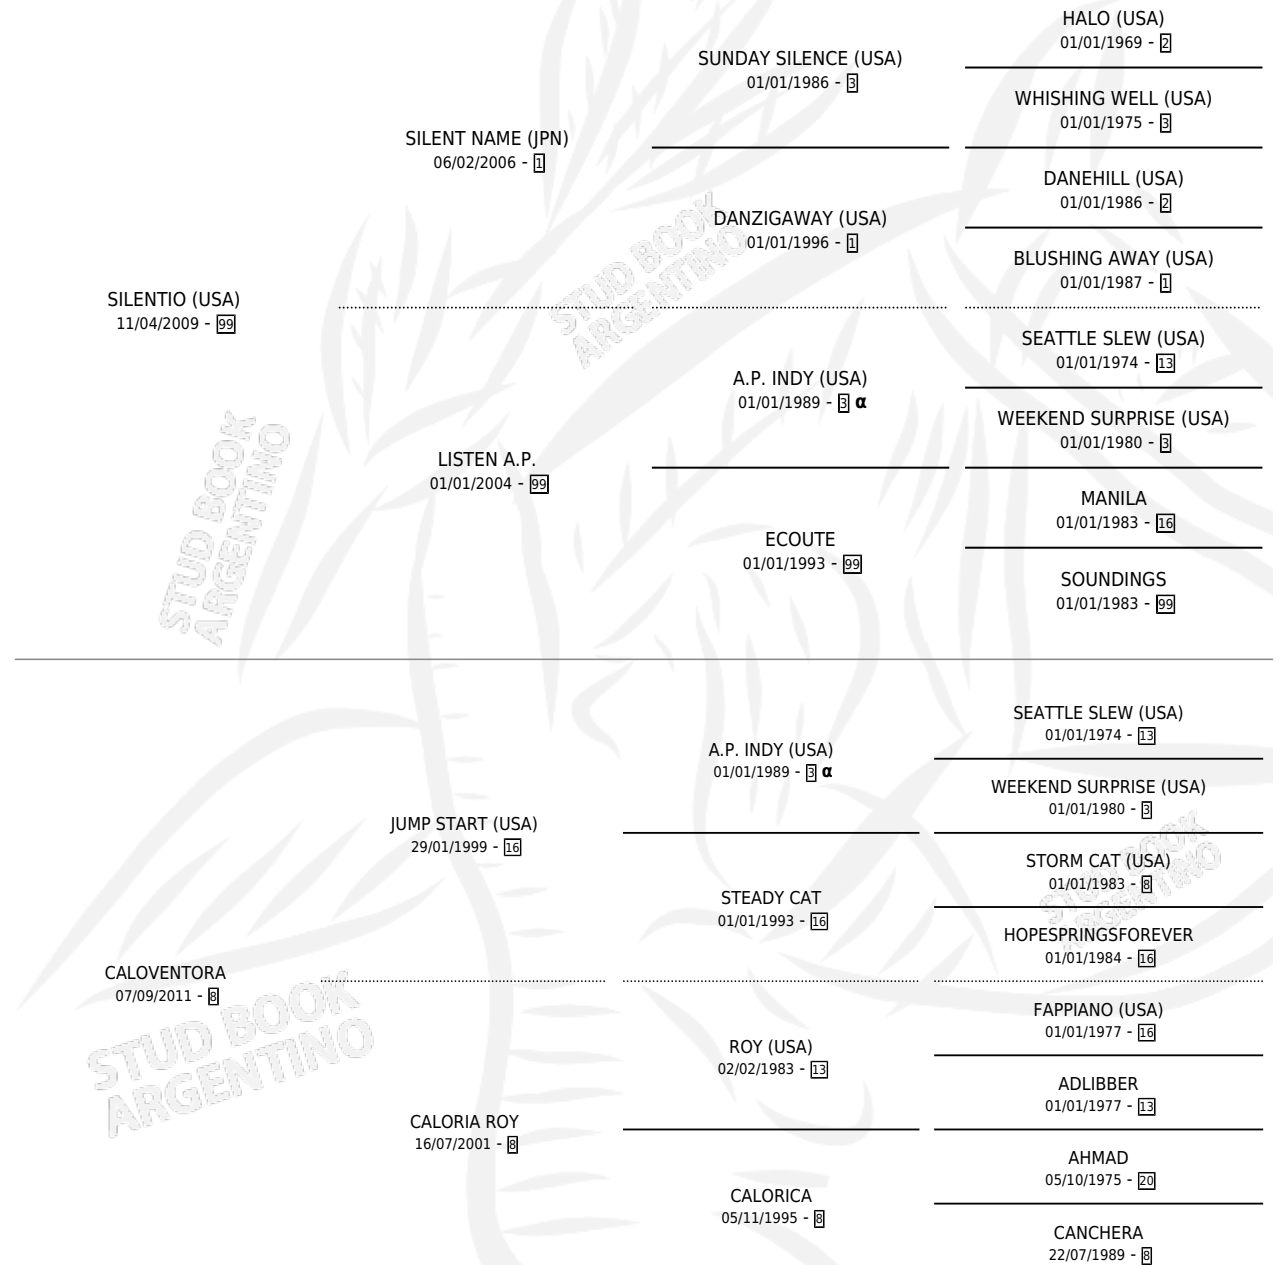 HALO (USA)
01/01/1969 - 2
SUNDAY SILENCE (USA)
01/01/1986 - 3
WHISHING WELL (USA)
01/01/1975 - 3
SILENT NAME (JPN)
06/02/2006 - 1
DANEHILL (USA)
01/01/1986 - 2
DANZIGAWAY (USA)
01/01/1996 - 1
BLUSHING AWAY (USA)
01/01/1987 - 1
SILENTIO (USA)
11/04/2009 - 99
SEATTLE SLEW (USA)
01/01/1974 - 13
A.P. INDY (USA)
01/01/1989 - 3 α
WEEKEND SURPRISE (USA)
01/01/1980 - 3
LISTEN A.P.
01/01/2004 - 99
MANILA
01/01/1983 - 16
ECOUTE
01/01/1993 - 99
SOUNDINGS
01/01/1983 - 99
SEATTLE SLEW (USA)
01/01/1974 - 13
A.P. INDY (USA)
01/01/1989 - 3 α
WEEKEND SURPRISE (USA)
01/01/1980 - 3
JUMP START (USA)
29/01/1999 - 16
STORM CAT (USA)
01/01/1983 - 8
STEADY CAT
01/01/1993 - 16
HOPESPRINGSFOREVER
01/01/1984 - 16
CALOVENTORA
07/09/2011 - 8
FAPPIANO (USA)
01/01/1977 - 16
ROY (USA)
02/02/1983 - 13
ADLIBBER
01/01/1977 - 13
CALORIA ROY
16/07/2001 - 8
AHMAD
05/10/1975 - 20
CALORICA
05/11/1995 - 8
CANCHERA
22/07/1989 - 8
STUD BOOK
ARGENTINO
STUD BOOK
ARGENTINO
STUD BOOK
ARGENTINO
STUD BOOK
ARGENTINO